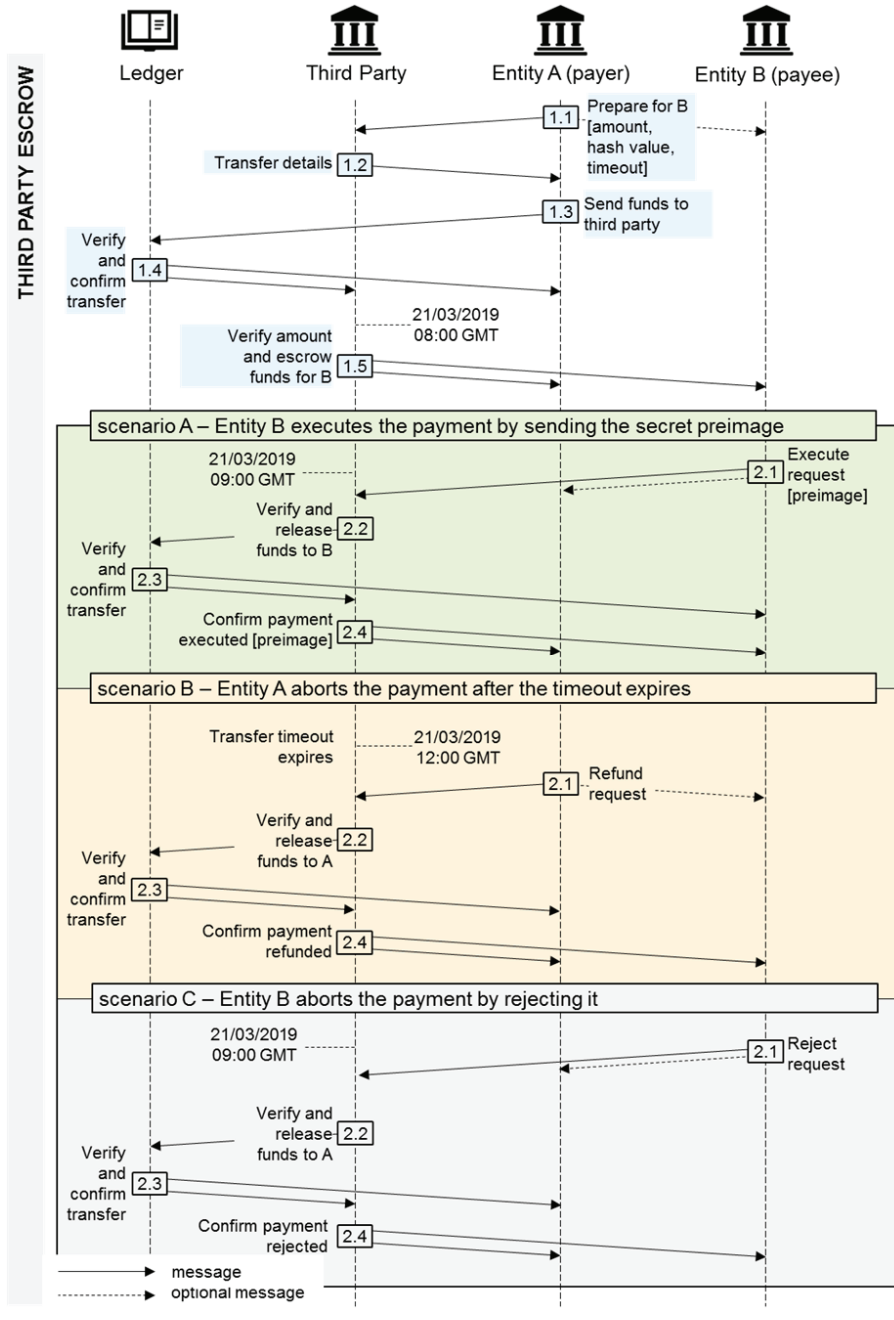 Ledger
Third Party
Entity A (payer)
Entity B (payee)
THIRD PARTY ESCROW
1.1
Prepare for B
[amount,
hash value,
timeout]
Transfer details
1.2
1.3
Send funds to
third party
Verify
and
confirm
transfer
1.4
21/03/2019
08:00 GMT
Verify amount
and escrow
funds for B
1.5
scenario A – Entity B executes the payment by sending the secret preimage
21/03/2019
09:00 GMT
2.1
Execute
request
[preimage]
Verify and
release
funds to B
2.2
Verify
and
confirm
transfer
2.3
Confirm payment
executed [preimage]
2.4
scenario B – Entity A aborts the payment after the timeout expires
Transfer timeout
expires
21/03/2019
12:00 GMT
2.1
Refund
request
Verify and
release
funds to A
2.2
Verify
and
confirm
transfer
2.3
Confirm payment
refunded
2.4
scenario C – Entity B aborts the payment by rejecting it
21/03/2019
09:00 GMT
2.1
Reject
request
Verify and
release
funds to A
2.2
Verify
and
confirm
transfer
2.3
Confirm payment
rejected
2.4
message
optional message